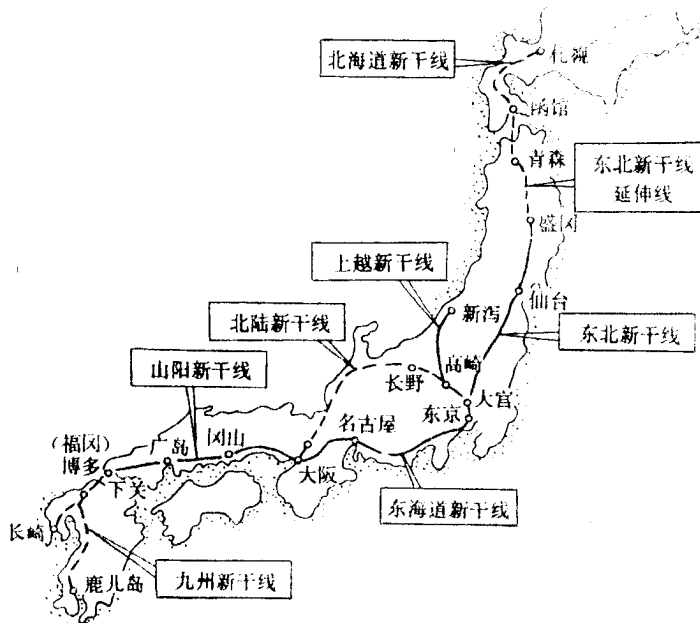 北海道新干线
札幌
函馆
青森
东北新干线
延伸线
盛冈
上越新干线
仙台
新泻
北陆新干线
东北新干线
高崎
山阳新干线
长野
大宫
东京
名古屋
(福冈)
博多
广岛
冈山
下关
大阪
东海道新干线
长崎
九州新干线
鹿儿岛